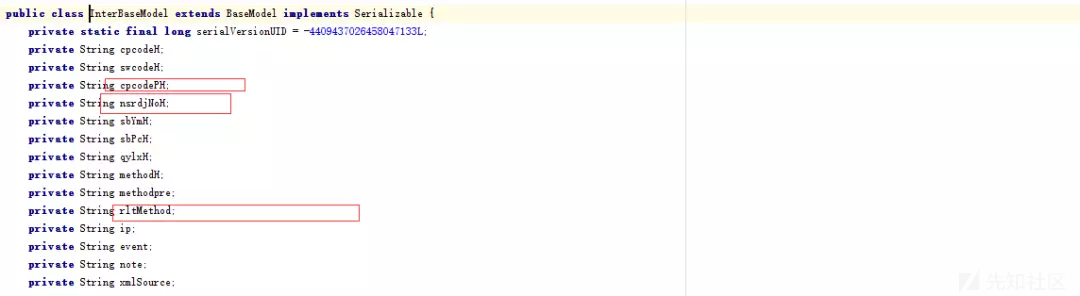 public class InterBaseModel extends BaseModel implements Serializable {
private static final long serialVersionUID = -4409437026458047133L;
private String cpcodeH;
private String swcodeH;
private String cpcodePH;
private String nsrdjNoH;
private String sbYmH;
private String sbPcH;
private String qylxH;
private String methodH;
private String methodpre;
private String rltMethod;
private String ip;
private String event;
private String note;
private String xmlSource;
先知社区